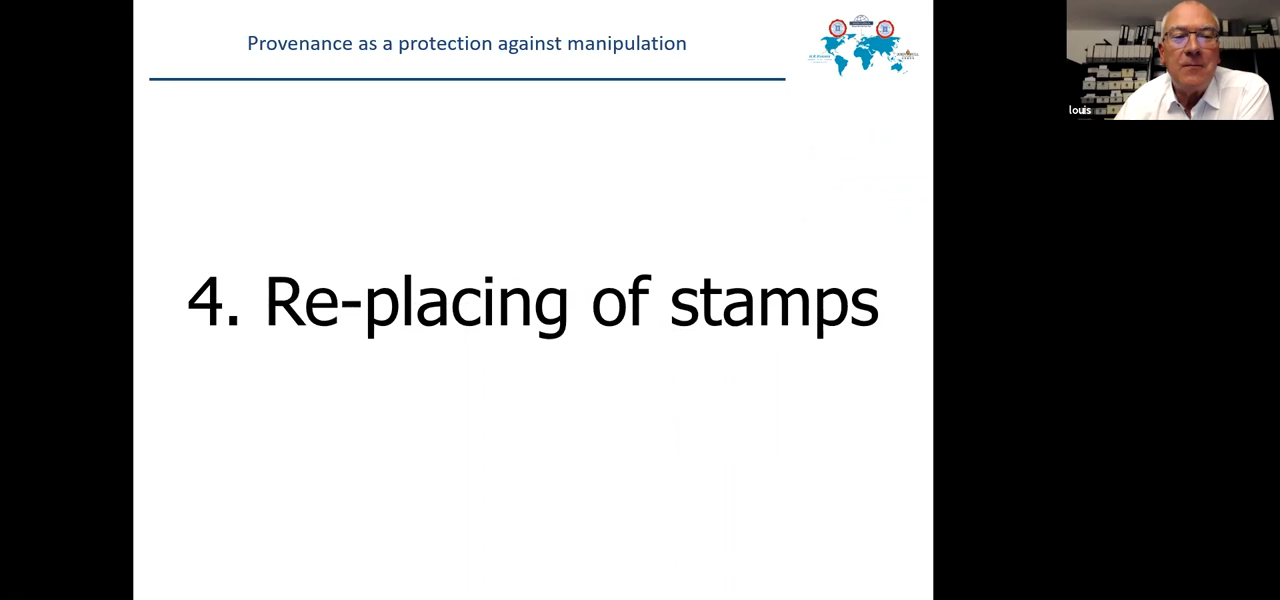 Provenance as a protection against manipulation
louis
4. Re-placing of stamps